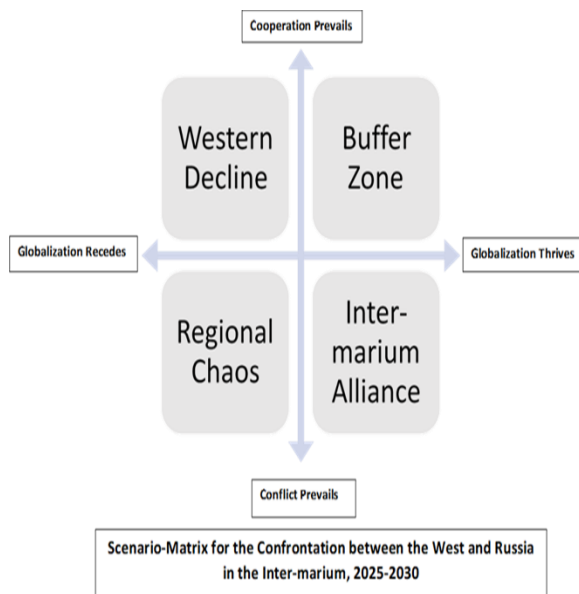 Cooperation Prevails
Western
Decline
Buffer
Zone
Globalization Recedes
Globalization Thrives
Regional
Chaos
Inter-
marium
Alliance
Conflict Prevails
Scenario-Matrix for the Confrontation between the West and Russia
in the Inter-marium, 2025-2030